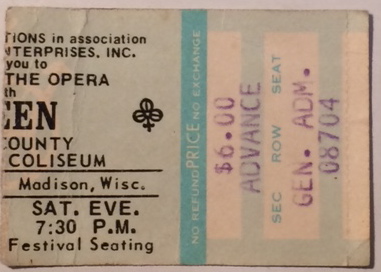 TIONS in association
NTERPRISES, INC.
you to
THE OPERA
th
EEN
COUNTY
COLISEUM
Madison, Wisc.
SAT. EVE.
7:30 P.M.
Festival Seating
NO REFUND PRICE NO EXCHANGE
$6.00
ADVANCE
SEC ROW SEAT
GEN. ADM.
08704